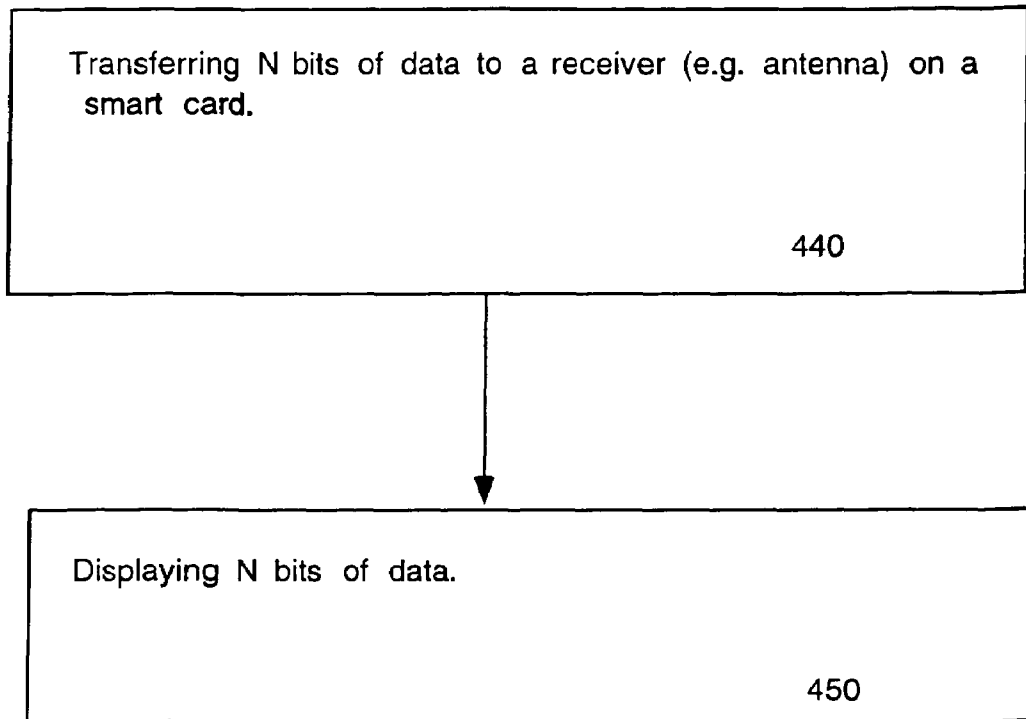 Transferring N bits of data to a receiver (e.g. antenna) on a
smart card.
440
Displaying N bits of data.
450